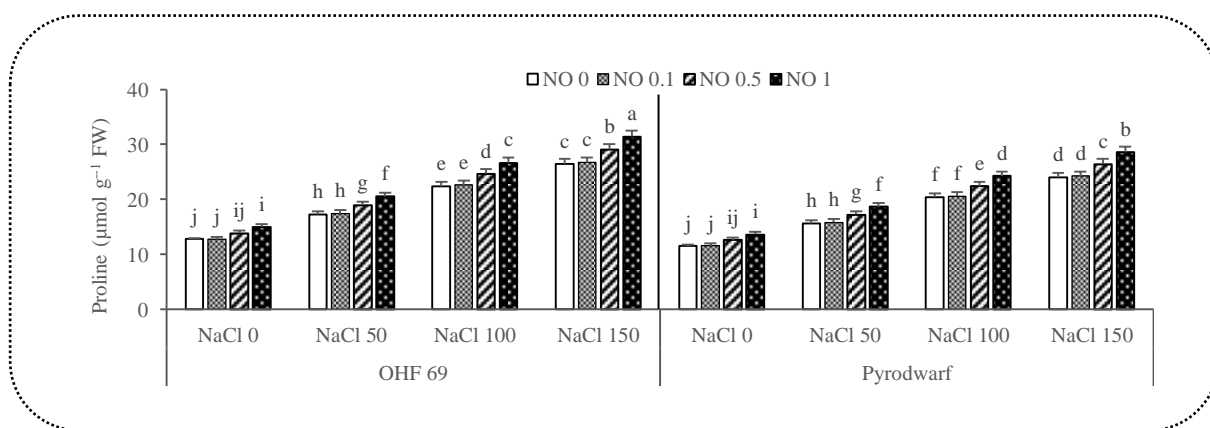 NO 0 NO 0.1 NO 0.5 NO 1
Proline (µmol g⁻¹ FW)
40
30
20
10
0
j j ij i h h g f e e d c c c b a j j ij i h h g f f f e d d d c b
NaCl 0 NaCl 50 NaCl 100 NaCl 150 NaCl 0 NaCl 50 NaCl 100 NaCl 150
OHF 69 Pyrodwarf